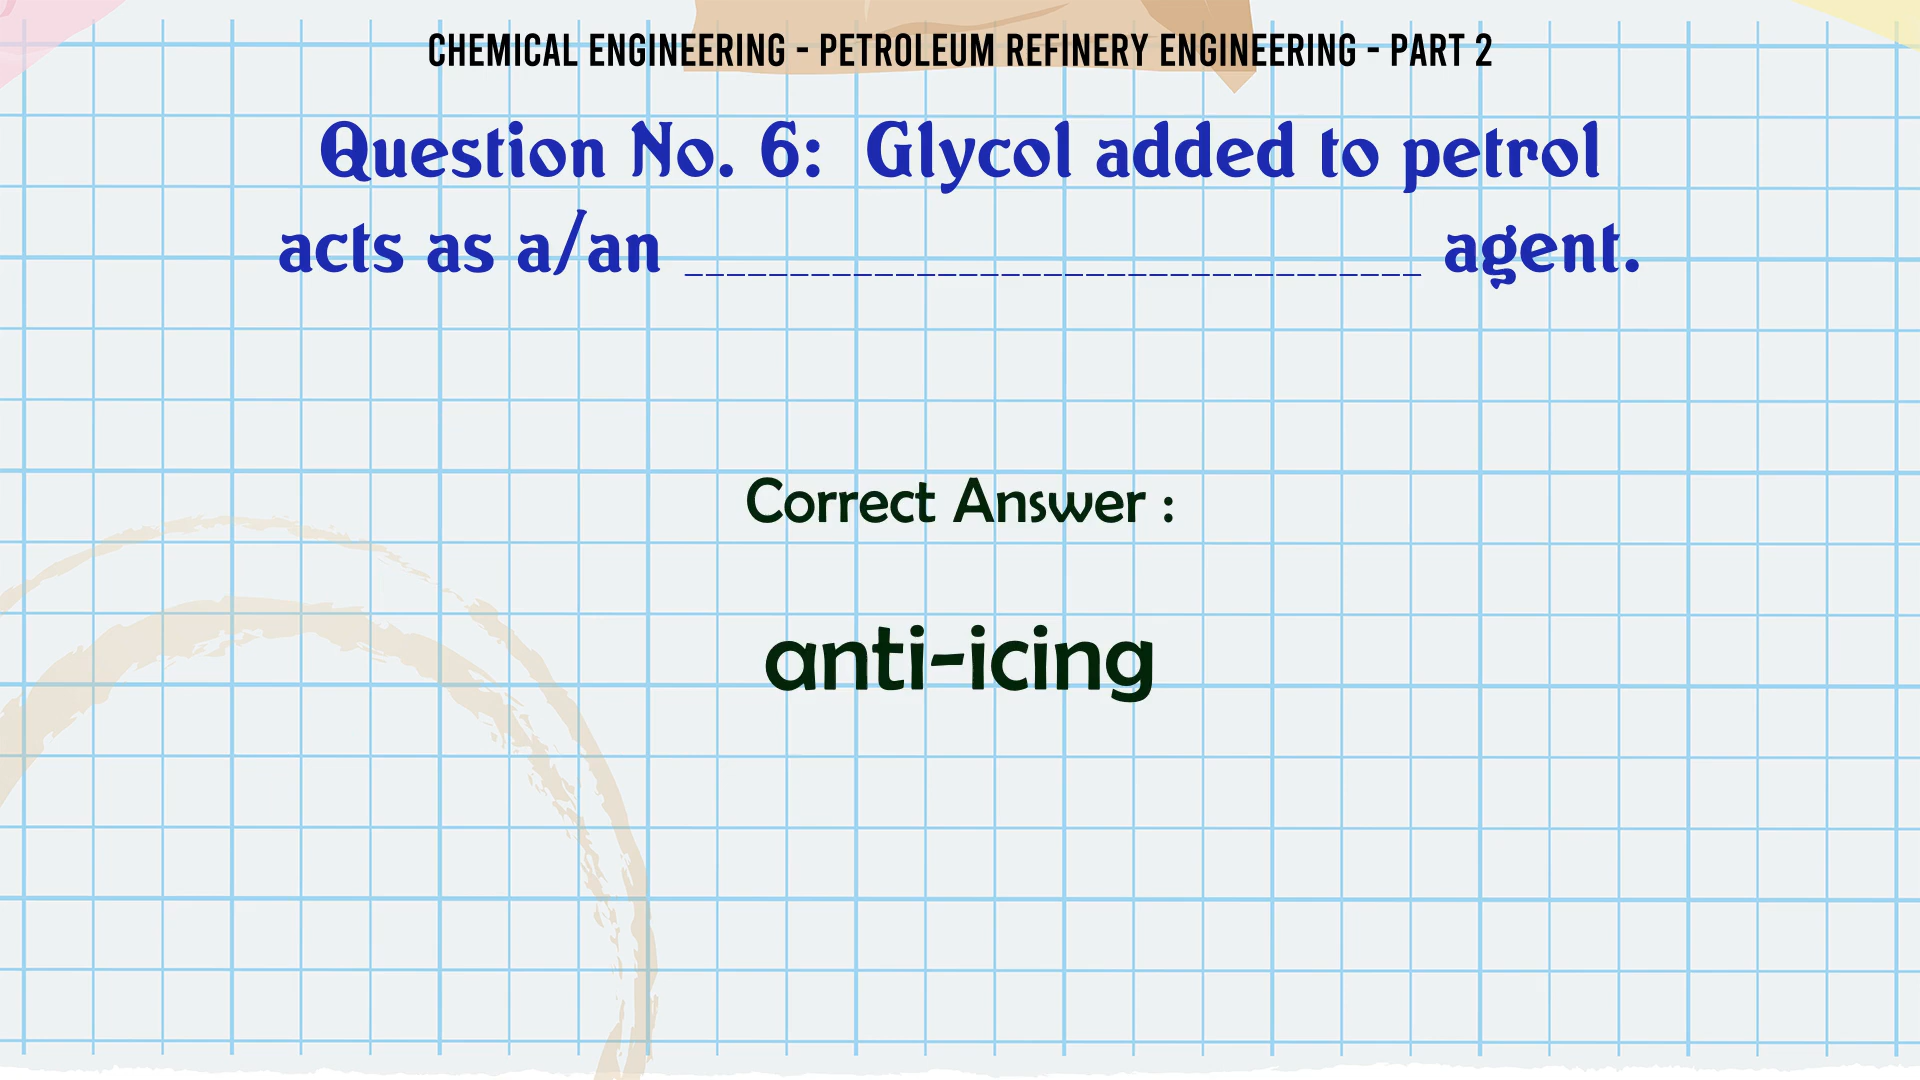 CHEMICAL ENGINEERING - PETROLEUM REFINERY ENGINEERING - PART 2
Question No. 6: Glycol added to petrol
acts as a/an ___________________________________ agent.
Correct Answer :
anti-icing